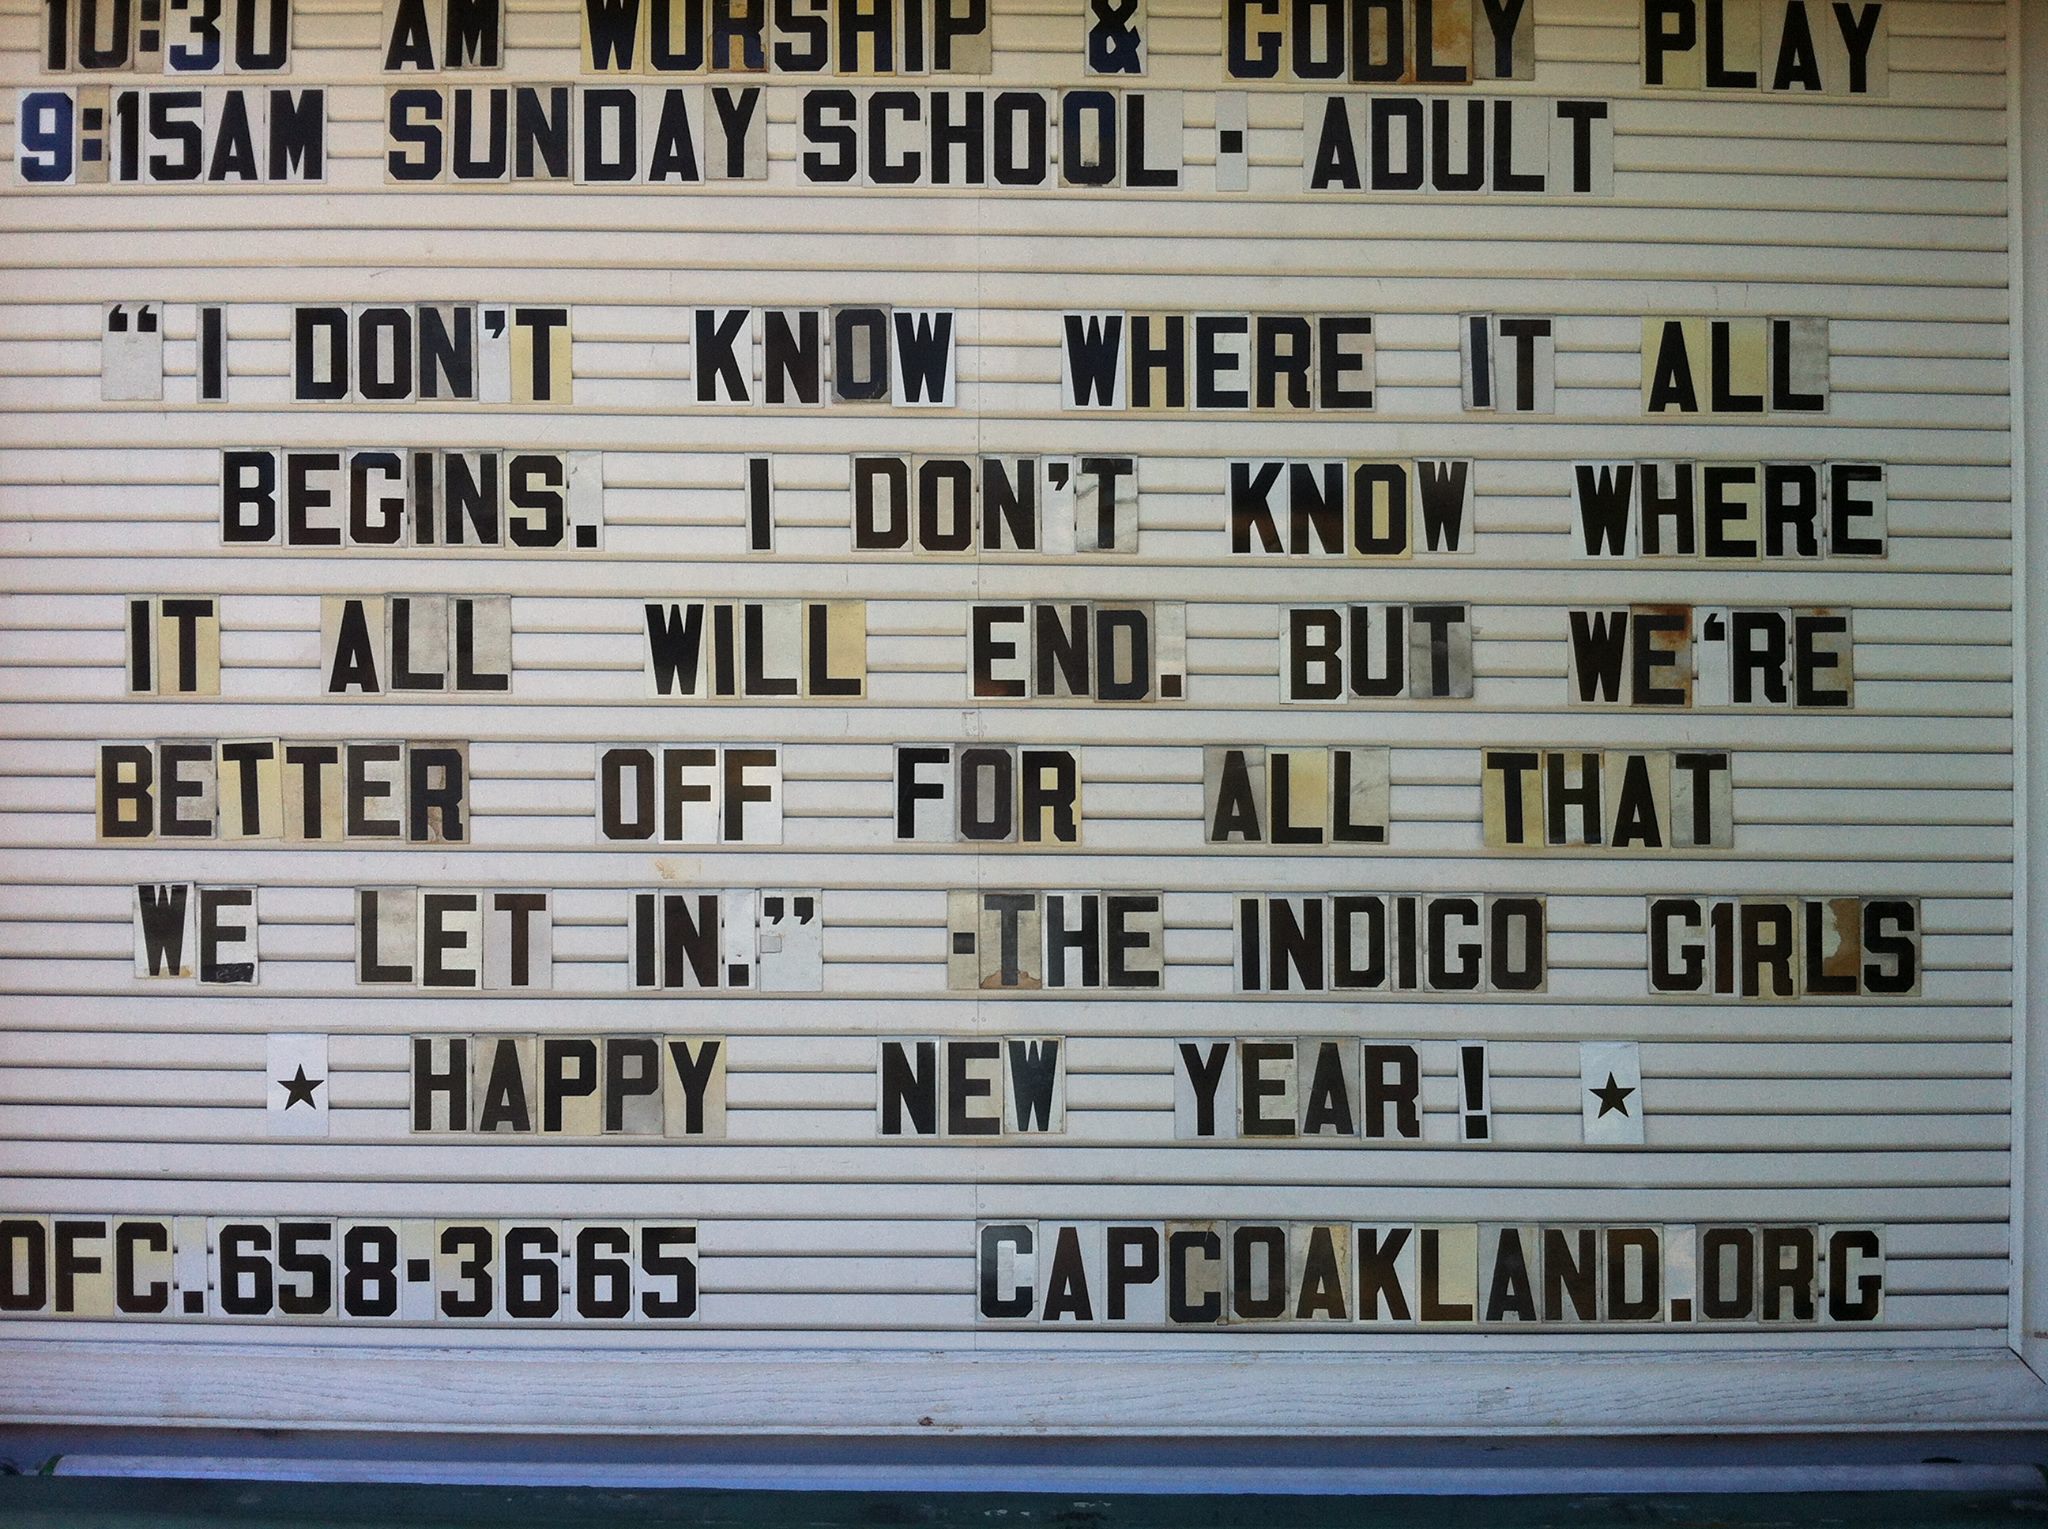 10:30 AM WORSHIP & GODLY PLAY
9:15AM SUNDAY SCHOOL - ADULT
“I DON’T KNOW WHERE IT ALL
BEGINS. I DON’T KNOW WHERE
IT ALL WILL END. BUT WE‘RE
BETTER OFF FOR ALL THAT
WE LET IN.” -THE INDIGO G1RLS
★ HAPPY NEW YEAR! ★
OFC.658-3665 CAPCOAKLAND.ORG